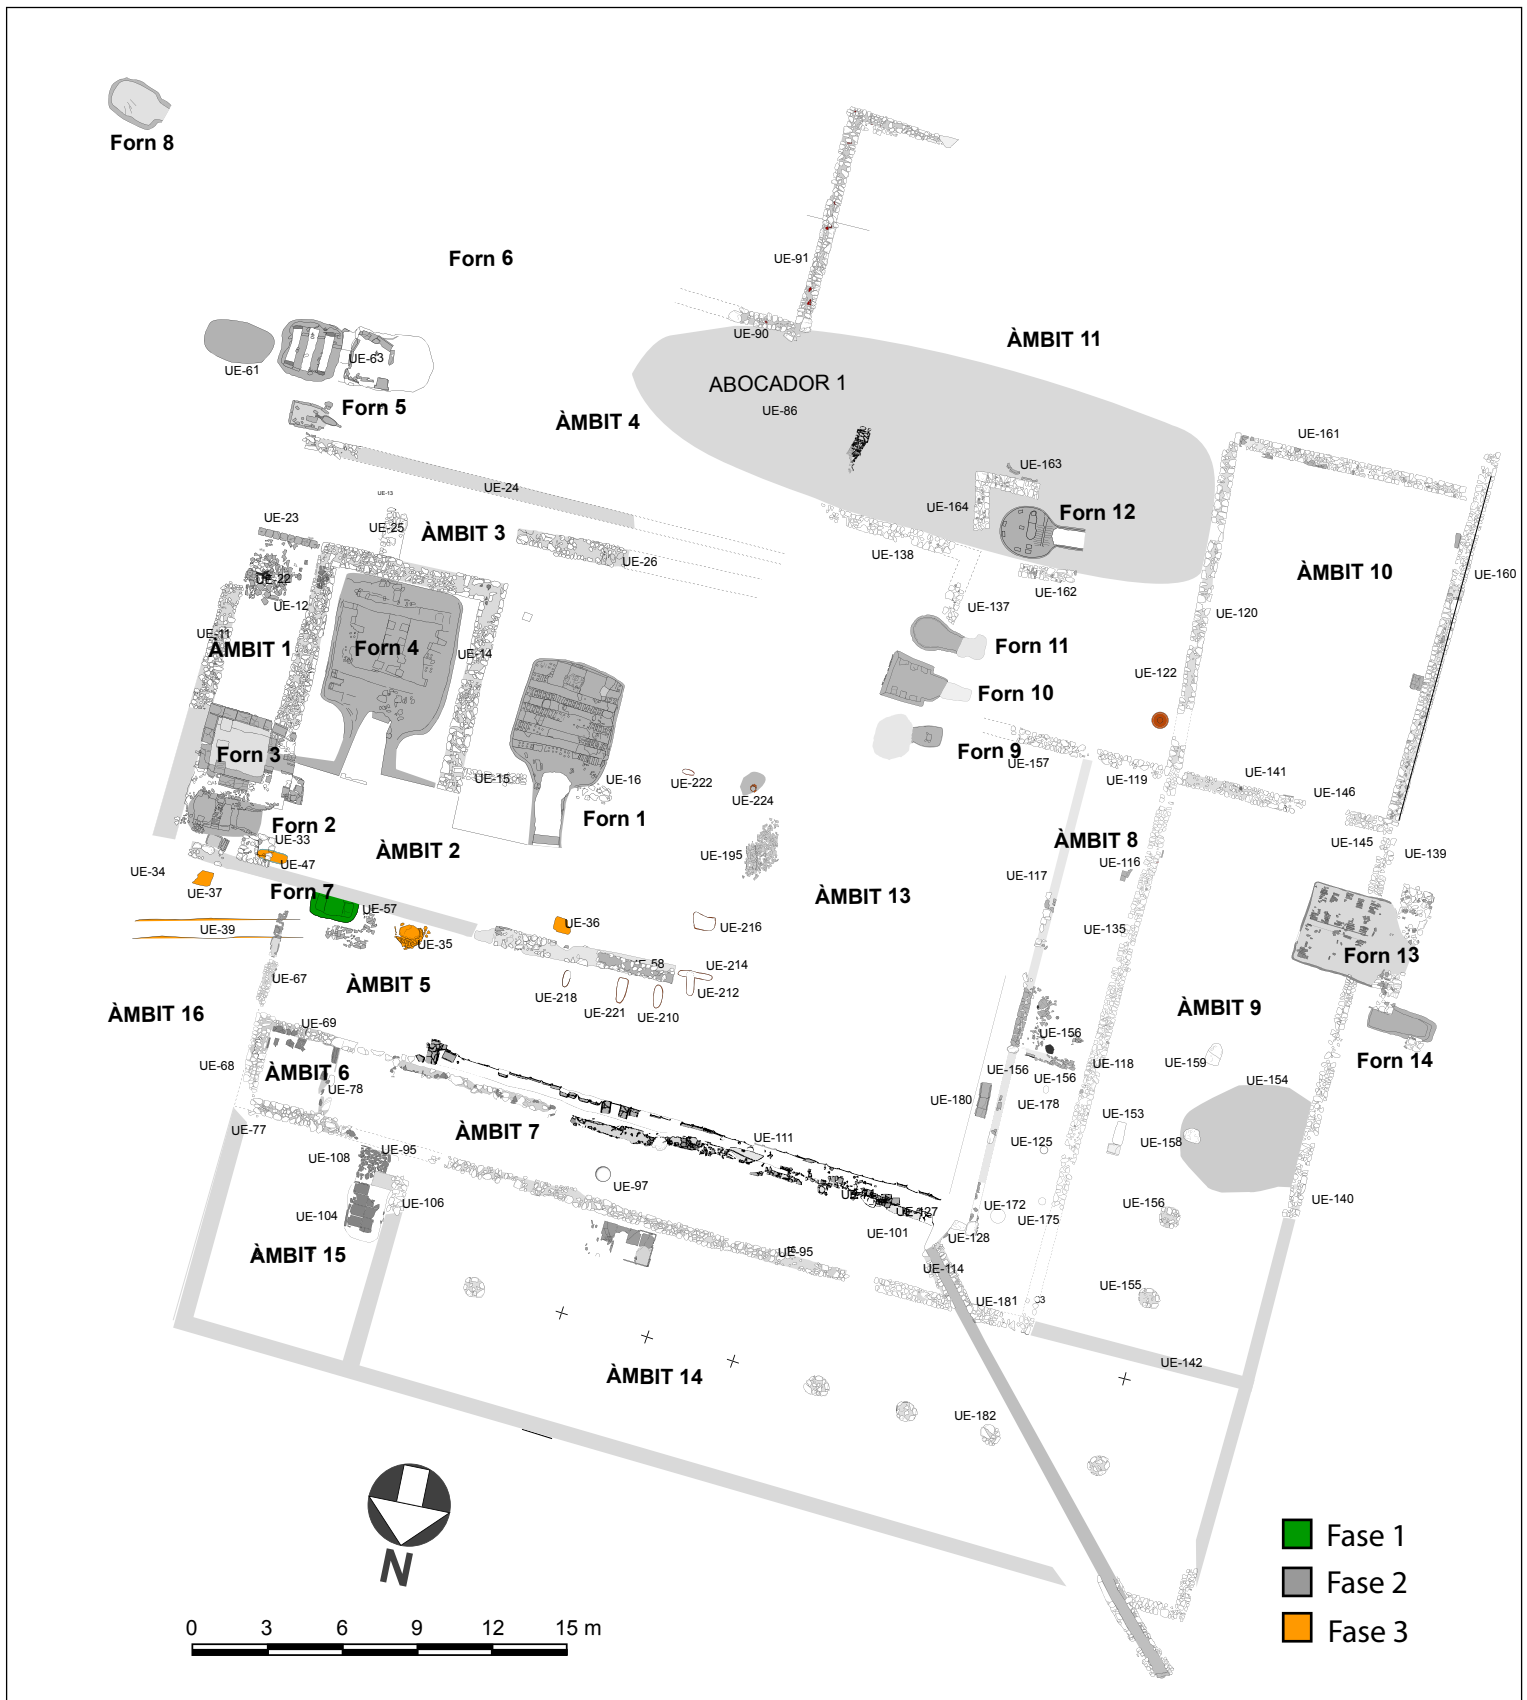 Forn 8
Forn 6
UE-91
UE-90
ÀMBIT 11
UE-61
UE-63
Forn 5
ABOCADOR 1
UE-86
ÀMBIT 4
UE-161
UE-163
UE-24
UE-13
UE-164
Forn 12
UE-23
UE-25
ÀMBIT 3
UE-138
UE-26
UE-22
UE-162
ÀMBIT 10
UE-160
UE-12
UE-137
UE-120
UE-11
ÀMBIT 1
Forn 4
UE-14
Forn 11
UE-122
Forn 10
Forn 3
Forn 9
UE-157
UE-119
UE-141
UE-15
UE-16
UE-222
UE-146
UE-224
Forn 2
Forn 1
UE-33
ÀMBIT 2
UE-195
ÀMBIT 8
UE-145
UE-139
UE-47
UE-116
UE-34
UE-37
Forn 7
UE-57
ÀMBIT 13
UE-117
UE-39
UE-36
UE-216
UE-135
UE-35
Forn 13
UE-58
UE-214
UE-67
ÀMBIT 5
UE-218
UE-221
UE-210
UE-212
ÀMBIT 16
ÀMBIT 9
UE-69
UE-156
Forn 14
UE-68
ÀMBIT 6
UE-78
UE-156
UE-156
UE-118
UE-159
UE-154
UE-180
UE-178
UE-153
UE-77
ÀMBIT 7
UE-111
UE-125
UE-158
UE-108
UE-95
UE-97
UE-106
UE-104
UE-127
UE-101
UE-172
UE-175
UE-156
UE-140
UE-128
ÀMBIT 15
UE-95
UE-114
UE-155
UE-181
UE-142
ÀMBIT 14
UE-182
N
Fase 1
Fase 2
Fase 3
0 3 6 9 12 15 m